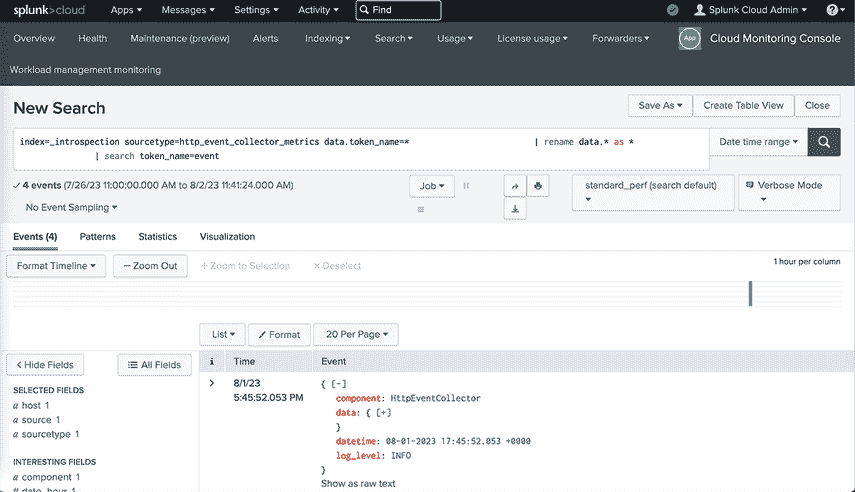 splunk>cloud Apps Messages Settings Activity Find Splunk Cloud Admin
Overview Health Maintenance (preview) Alerts Indexing Search Usage License usage Forwarders App Cloud Monitoring Console
Workload management monitoring
New Search Save As Create Table View Close
index=_introspection sourcetype=http_event_collector_metrics data.token_name=* | rename data.* as * Date time range
| search token_name=event
✓ 4 events (7/26/23 11:00:00.000 AM to 8/2/23 11:41:24.000 AM) Job standard_perf (search default) Verbose Mode
No Event Sampling
Events (4) Patterns Statistics Visualization
Format Timeline — Zoom Out + Zoom to Selection × Deselect 1 hour per column
List Format 20 Per Page
< Hide Fields All Fields i Time Event
SELECTED FIELDS
a host 1
a source 1
a sourcetype 1
INTERESTING FIELDS
a component 1
# date_hour 1
> 8/1/23 { [-]
5:45:52.053 PM component: HttpEventCollector
data: { [+]
}
datetime: 08-01-2023 17:45:52.053 +0000
log_level: INFO
}
Show as raw text